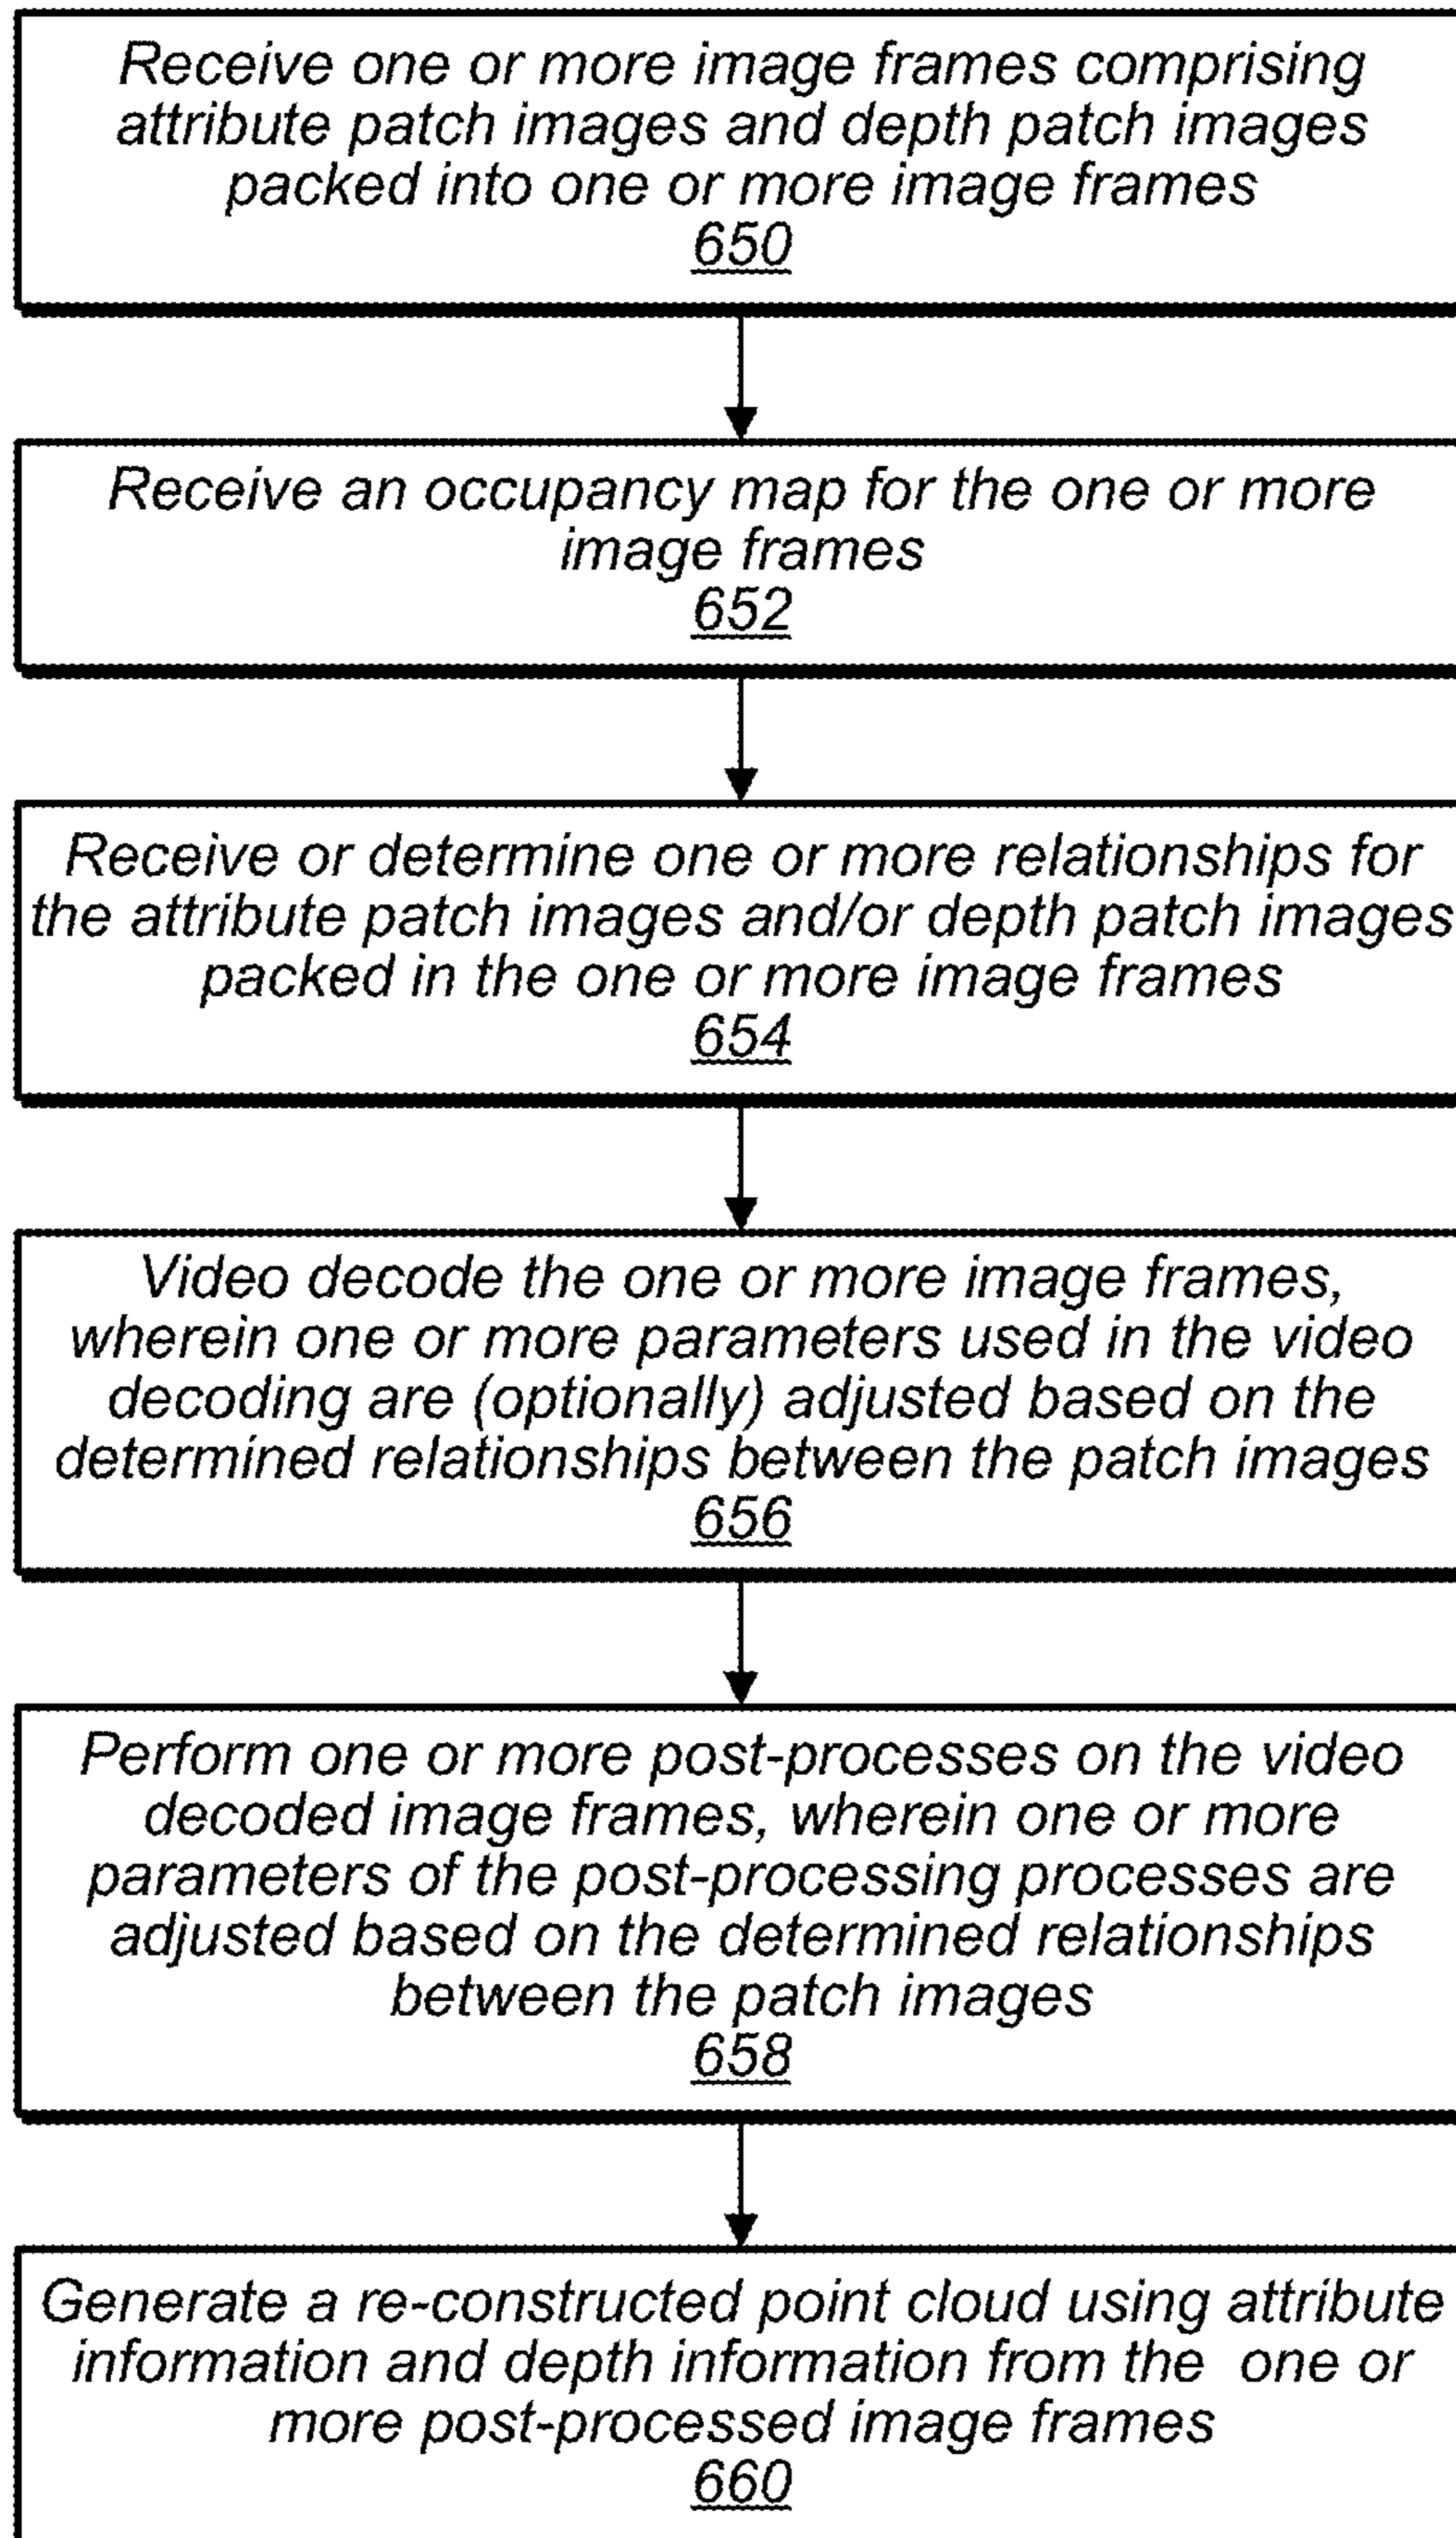 Receive one or more image frames comprising
attribute patch images and depth patch images
packed into one or more image frames
650
Receive an occupancy map for the one or more
image frames
652
Receive or determine one or more relationships for
the attribute patch images and/or depth patch images
packed in the one or more image frames
654
Video decode the one or more image frames,
wherein one or more parameters used in the video
decoding are (optionally) adjusted based on the
determined relationships between the patch images
656
Perform one or more post-processes on the video
decoded image frames, wherein one or more
parameters of the post-processing processes are
adjusted based on the determined relationships
between the patch images
658
Generate a re-constructed point cloud using attribute
information and depth information from the one or
more post-processed image frames
660